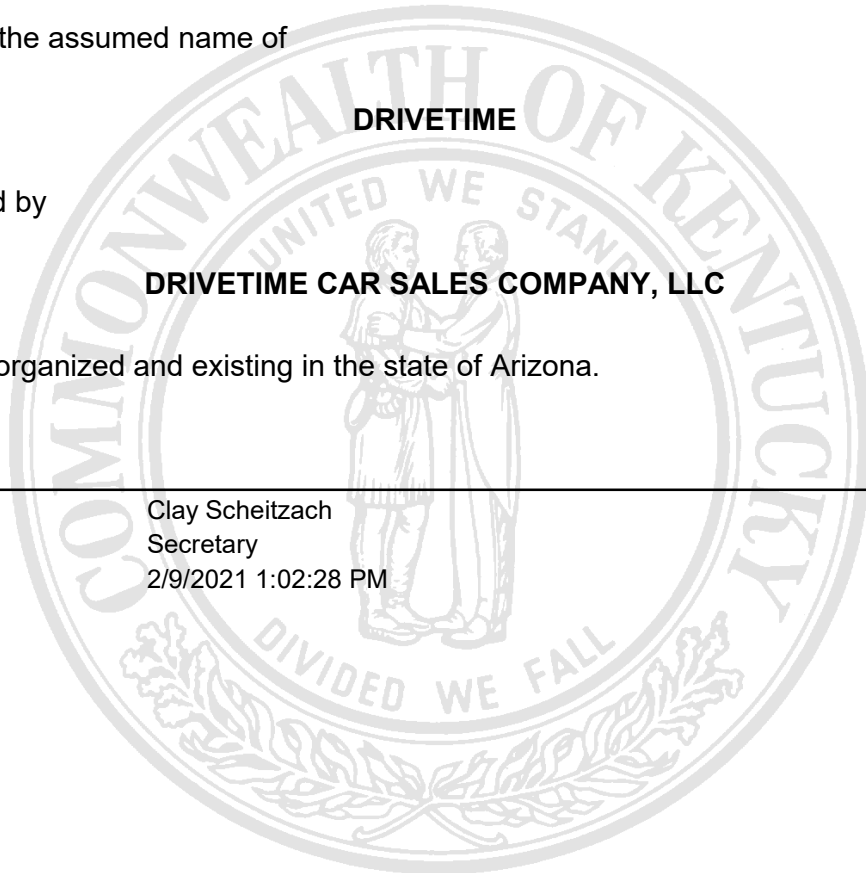 the assumed name of
DRIVETIME
d by
DRIVETIME CAR SALES COMPANY, LLC
organized and existing in the state of Arizona.
Clay Scheitzach
Secretary
2/9/2021 1:02:28 PM
COMMONWEALTH OF KENTUCKY
UNITED WE STAND
DIVIDED WE FALL